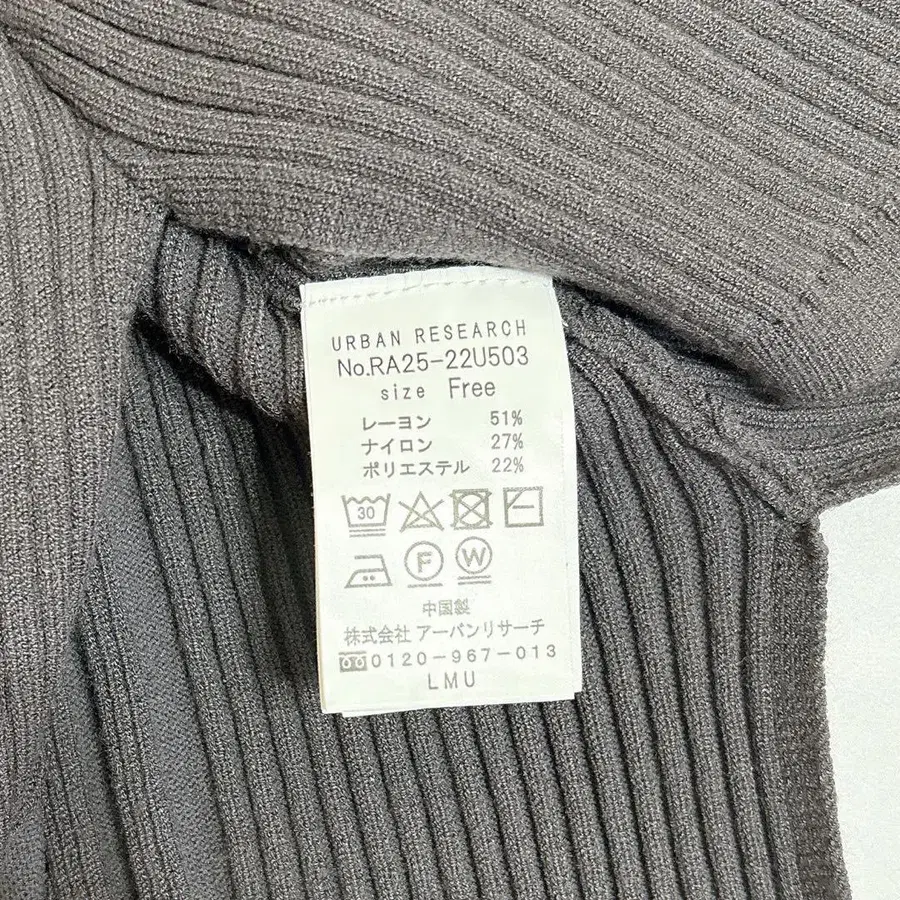 URBAN RESEARCH
No.RA25-22U503
size Free
レーヨン 51%
ナイロン 27%
ポリエステル 22%
30
F W
中国製
株式会社 アーバンリサーチ
0120-967-013
LMU